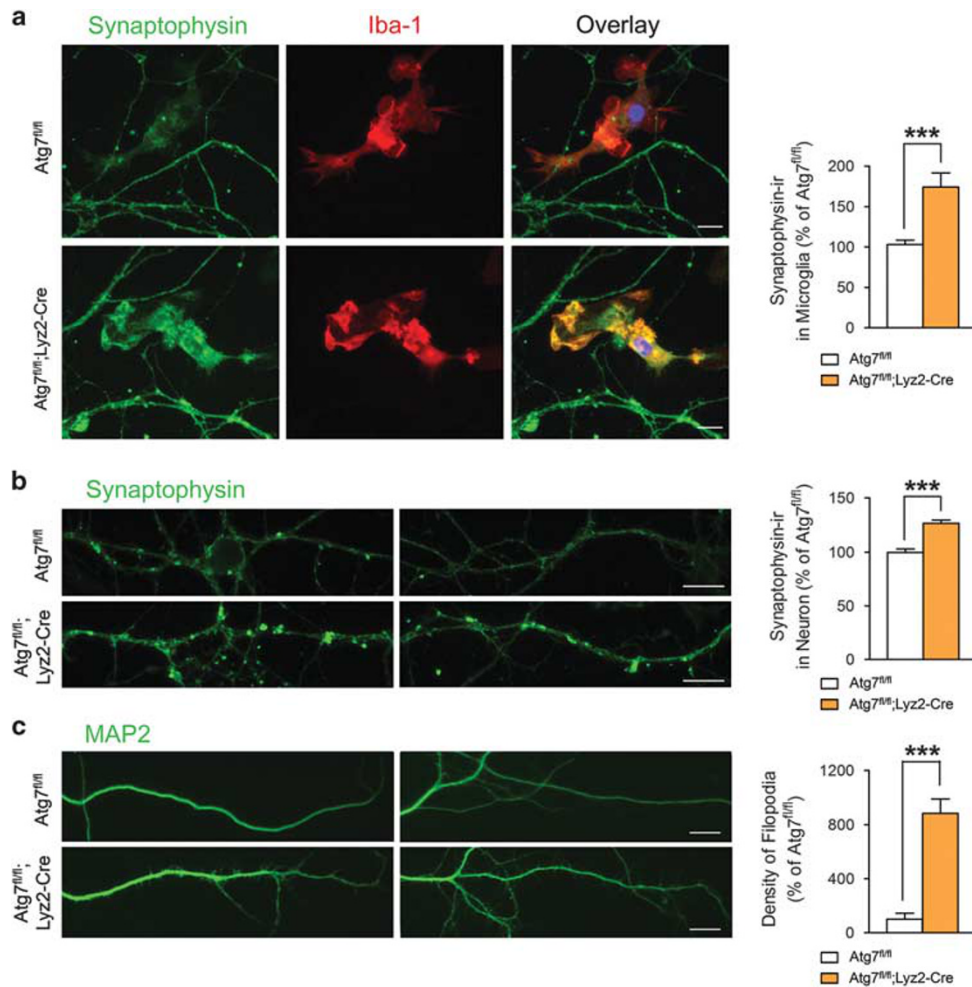 a
Synaptophysin
Iba-1
Overlay
Atg7fl/fl
Atg7fl/fl;Lyz2-Cre
Synaptophysin-ir
in Microglia (% of Atg7fl/fl)
200
150
100
50
0
***
Atg7fl/fl
Atg7fl/fl;Lyz2-Cre
b
Synaptophysin
Atg7fl/fl
Atg7fl/fl;
Lyz2-Cre
Synaptophysin-ir
in Neuron (% of Atg7fl/fl)
150
100
50
0
***
Atg7fl/fl
Atg7fl/fl;Lyz2-Cre
c
MAP2
Atg7fl/fl
Atg7fl/fl;
Lyz2-Cre
Density of Filopodia
(% of Atg7fl/fl)
1200
800
400
0
***
Atg7fl/fl
Atg7fl/fl;Lyz2-Cre